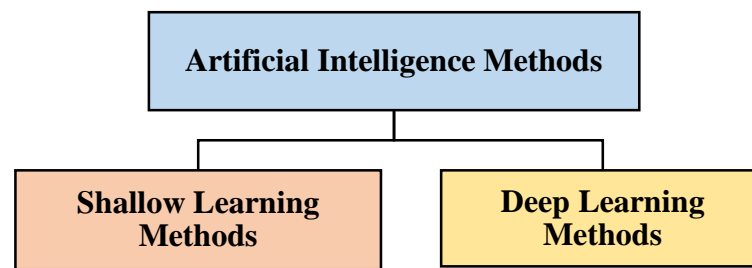 Artificial Intelligence Methods
Shallow Learning
Methods
Deep Learning
Methods